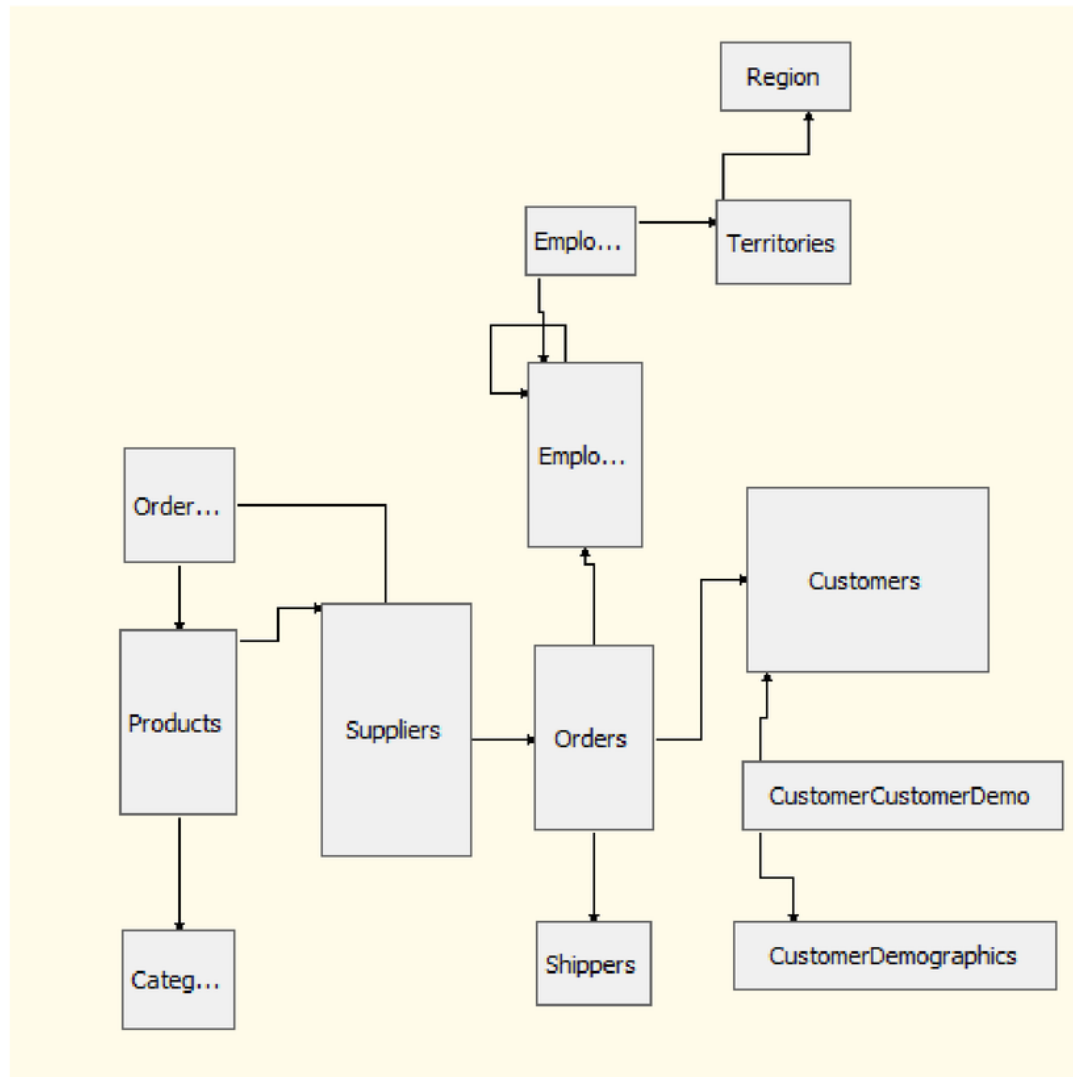 Region
Emplo...
Territories
Emplo...
Order...
Customers
Products
Suppliers
Orders
CustomerCustomerDemo
Categ...
Shippers
CustomerDemographics